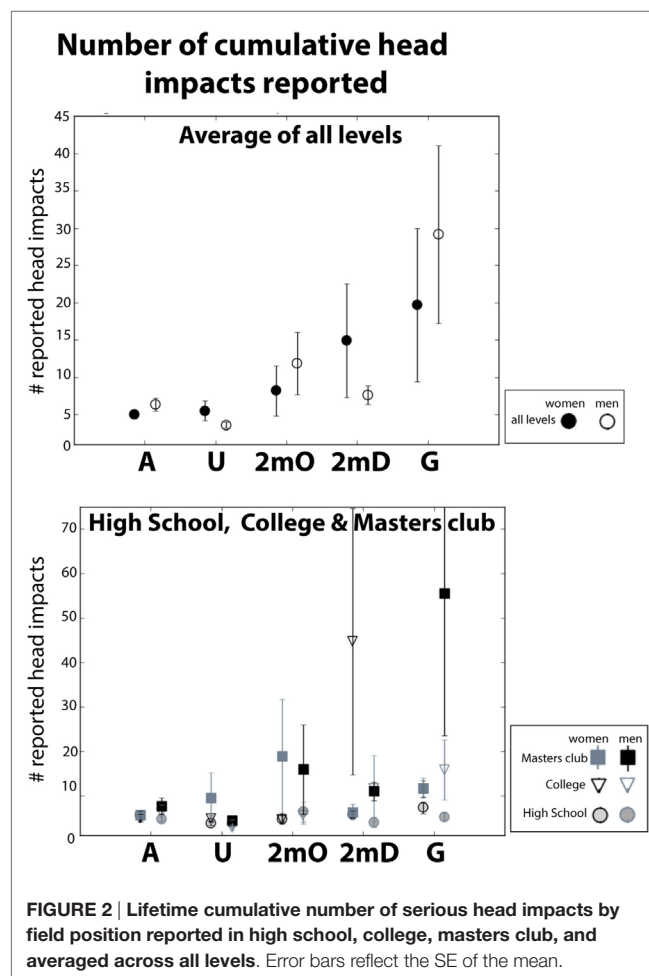 Number of cumulative head
impacts reported
Average of all levels
# reported head impacts
45
40
35
30
25
20
15
10
5
0
A U 2mO 2mD G
women men
all levels
High School, College & Masters club
# reported head impacts
70
60
50
40
30
20
10
0
A U 2mO 2mD G
women men
Masters club
College
High School
FIGURE 2 | Lifetime cumulative number of serious head impacts by
field position reported in high school, college, masters club, and
averaged across all levels. Error bars reflect the SE of the mean.